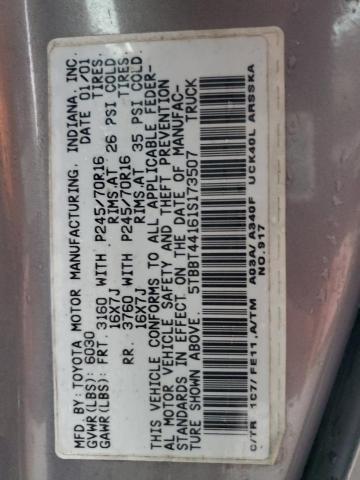 MFD. BY: TOYOTA MOTOR MANUFACTURING, INDIANA, INC.
GVWR(LBS): 6030 DATE 01/01
GAWR(LBS): FRT. 3160 WITH P245/70R16 TIRES,
16X7J RIMS,AT 26 PSI COLD
RR. 3760 WITH P245/70R16 TIRES,
16X7J RIMS,AT 35 PSI COLD.
THIS VEHICLE CONFORMS TO ALL APPLICABLE FEDER-
AL MOTOR VEHICLE SAFETY AND THEFT PREVENTION
STANDARDS IN EFFECT ON THE DATE OF MANUFAC-
TURE SHOWN ABOVE. 5TBBT44161S173507 TRUCK
C/TR 1C7/FE11,A/TM A03A/A340F UCK40L ARSSKA
NO.917